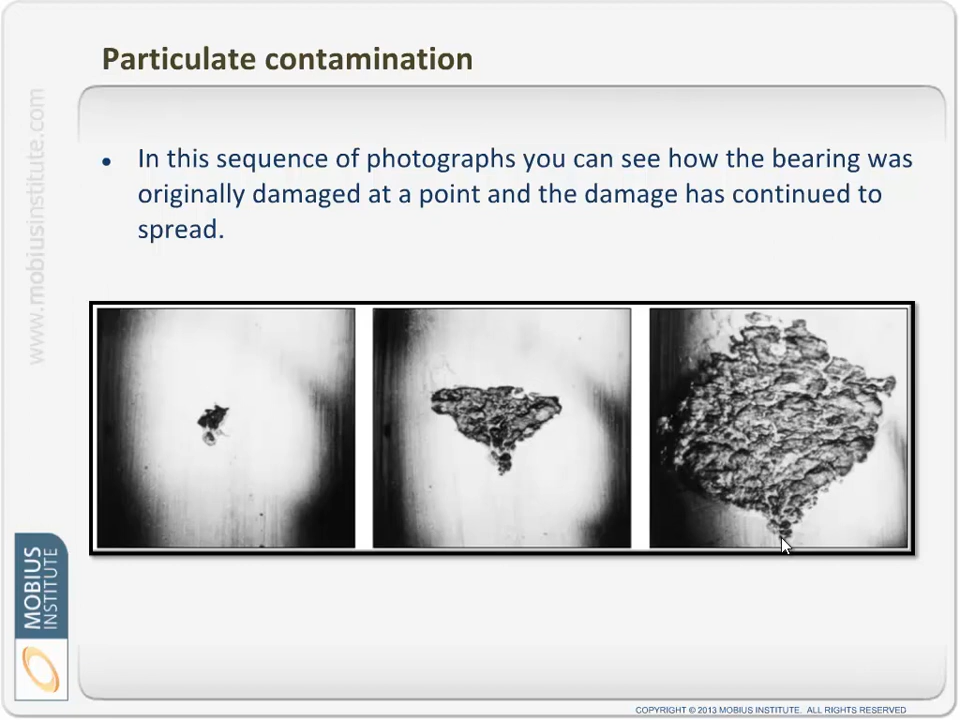 Particulate contamination
www.mobiusinstitute.com
• In this sequence of photographs you can see how the bearing was
originally damaged at a point and the damage has continued to
spread.
MOBIUS
INSTITUTE
COPYRIGHT © 2013 MOBIUS INSTITUTE. ALL RIGHTS RESERVED